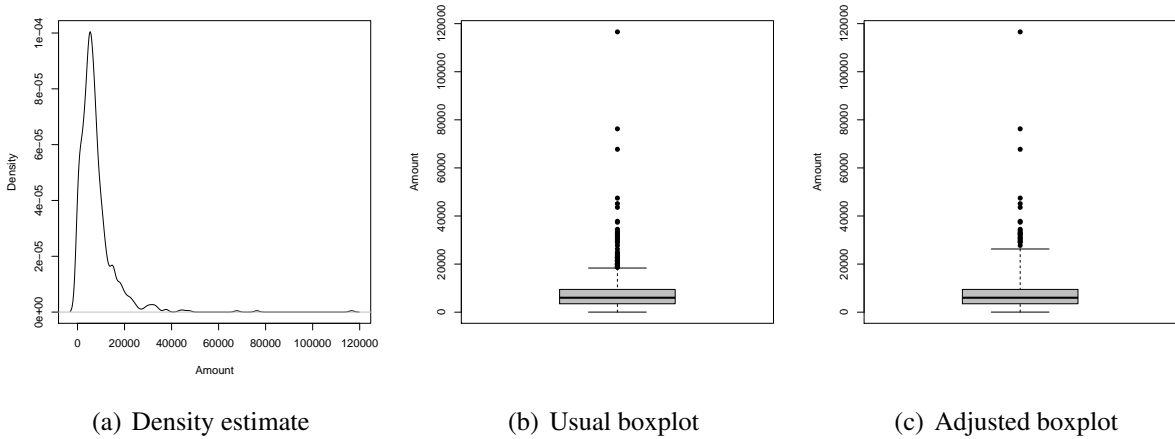 Density
0e+00 2e-05 4e-05 6e-05 8e-05 1e-04
0 20000 40000 60000 80000 100000 120000
Amount
(a) Density estimate
Amount
0 20000 40000 60000 80000 100000 120000
(b) Usual boxplot
Amount
0 20000 40000 60000 80000 100000 120000
(c) Adjusted boxplot